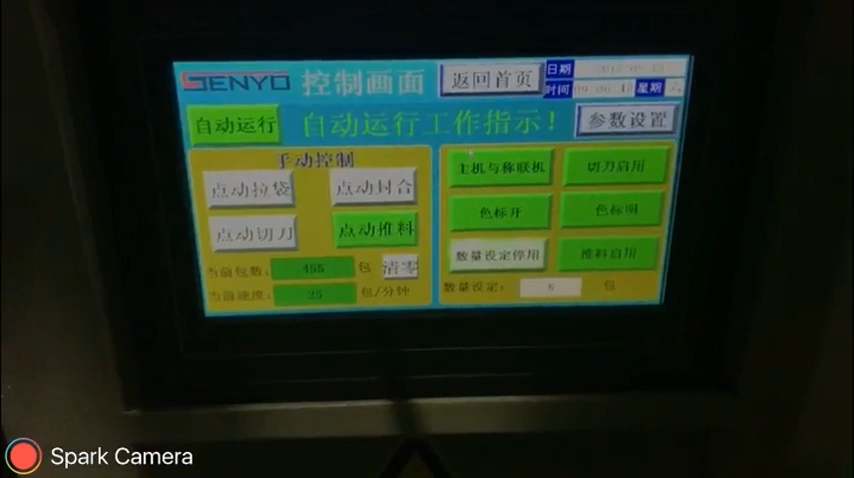 SENYO 控制画面 返回首页 日期
时间 09:06:48 星期 六
自动运行 自动运行工作指示! 参数设置
手动控制
点动拉袋 点动封合
点动切刀 点动推料
当前包数: 455 包 清零
当前速度: 25 包/分钟
主机与称联机 切刀启用
色标开 色标明
数量设定停用 推料启用
数量设定: 包
Spark Camera